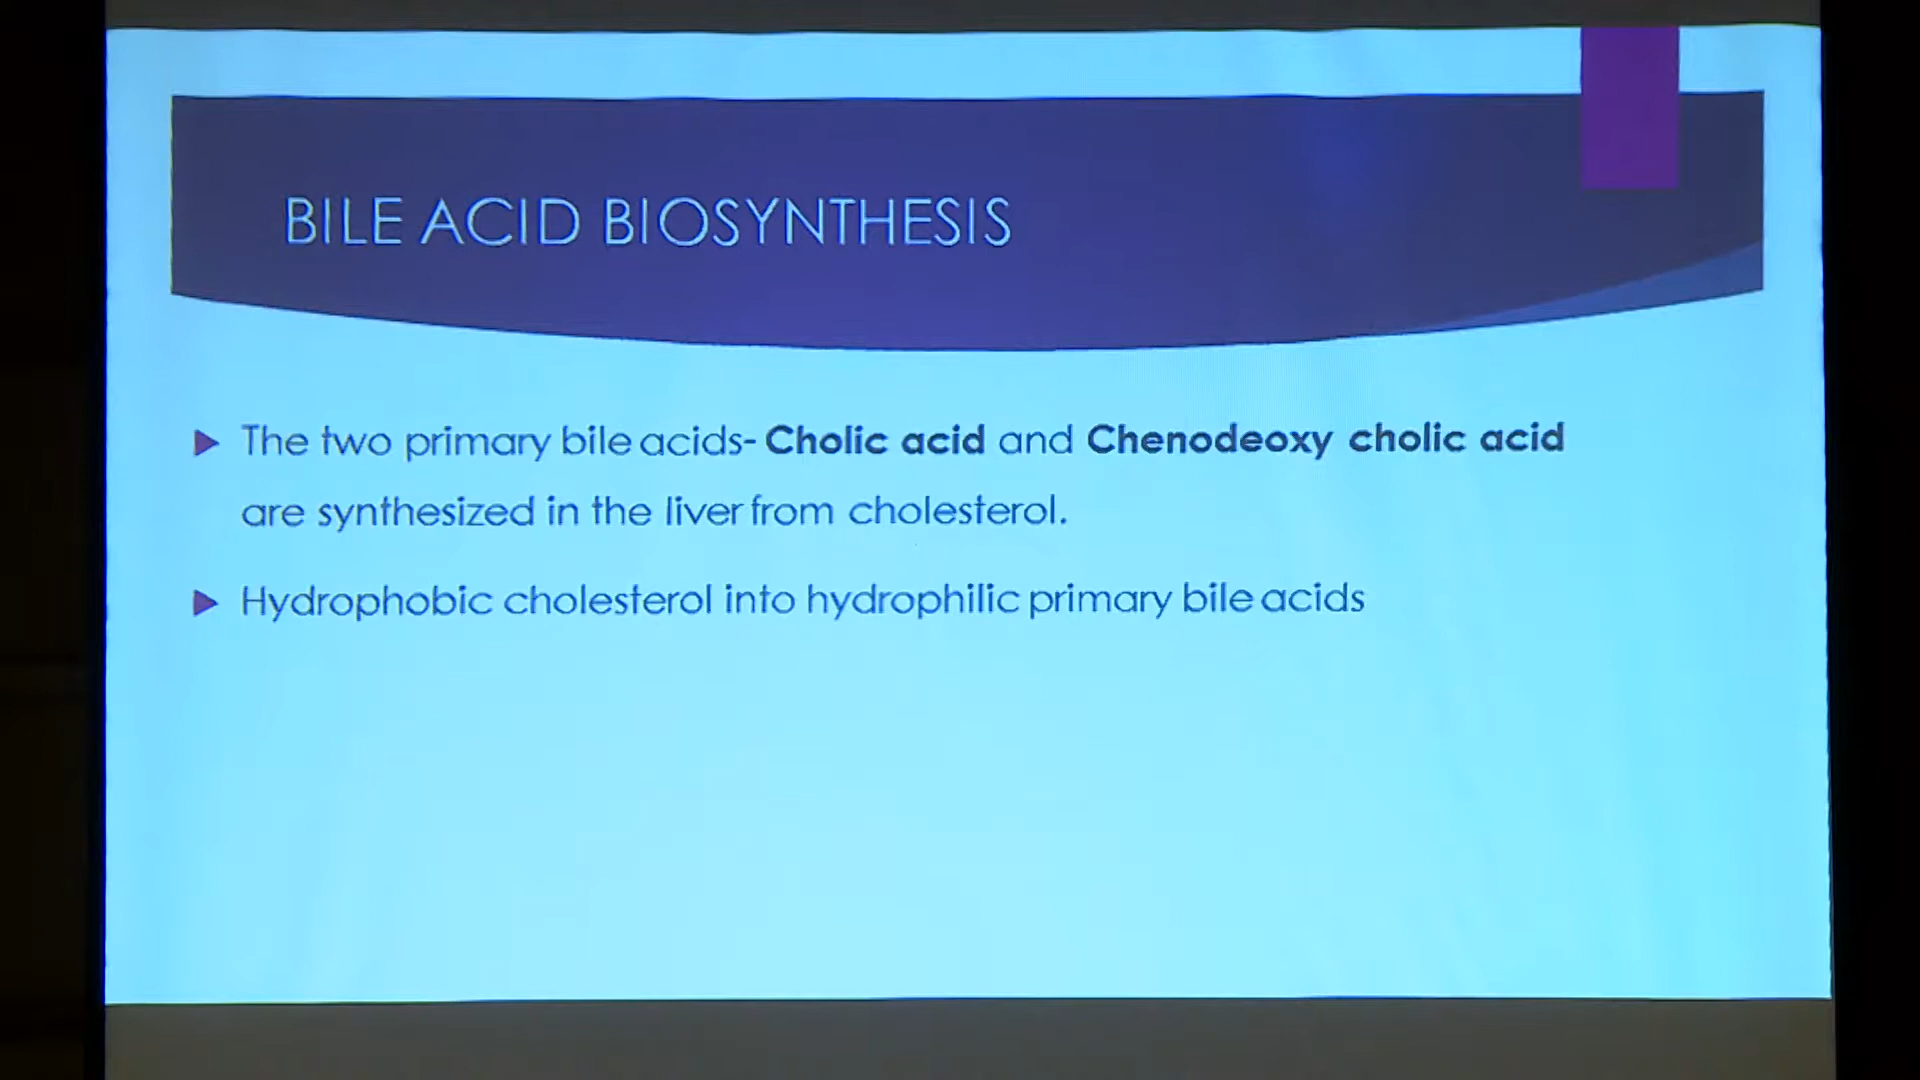 BILE ACID BIOSYNTHESIS
The two primary bile acids- Cholic acid and Chenodeoxy cholic acid
are synthesized in the liver from cholesterol.
Hydrophobic cholesterol into hydrophilic primary bile acids